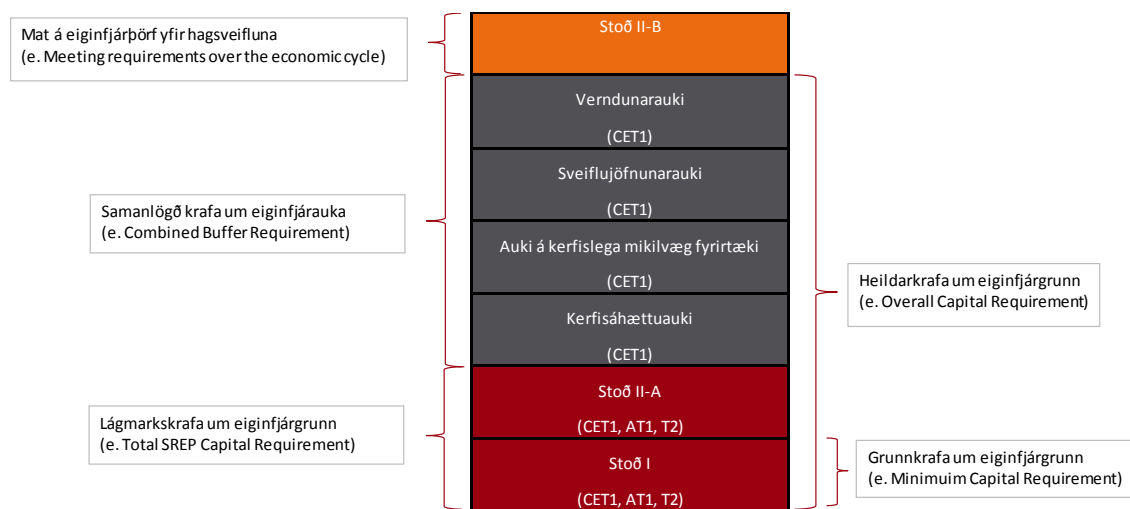 Mat á eiginfjárþörf yfir hagsveifluna
(e. Meeting requirements over the economic cycle)
Stoð II-B
Verndunarauki
(CET1)
Sveiflujöfnunarauki
(CET1)
Samanlögð krafa um eiginfjárauka
(e. Combined Buffer Requirement)
Auki á kerfislega mikilvæg fyrirtæki
(CET1)
Heildarkrafa um eiginfjárgrunn
(e. Overall Capital Requirement)
Kerfisáhættuauki
(CET1)
Stoð II-A
(CET1, AT1, T2)
Lágmarkskrafa um eiginfjárgrunn
(e. Total SREP Capital Requirement)
Stoð I
(CET1, AT1, T2)
Grunnkrafa um eiginfjárgrunn
(e. Minimuim Capital Requirement)